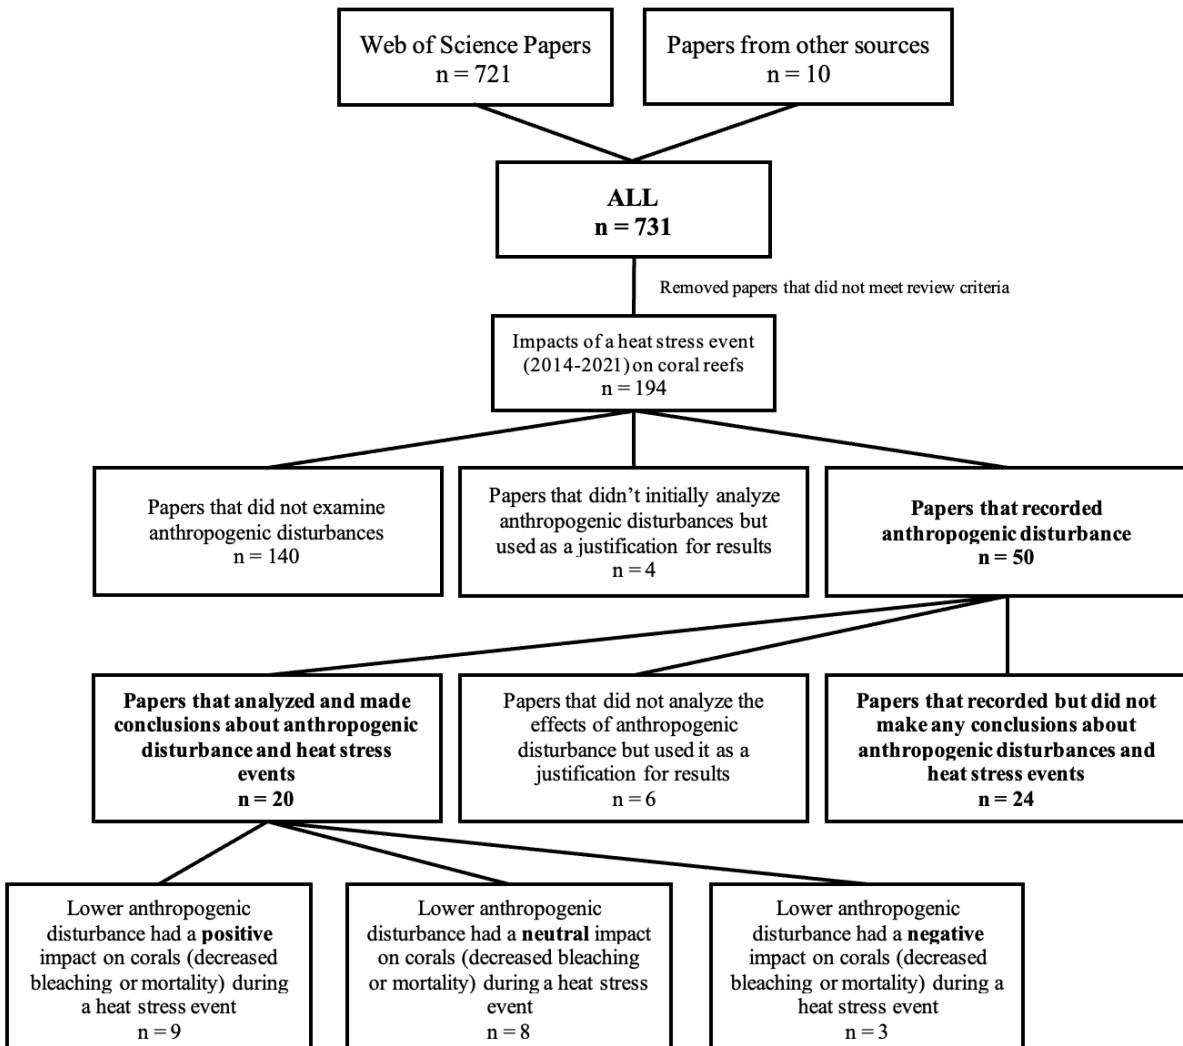 Web of Science Papers
n = 721
Papers from other sources
n = 10
ALL
n = 731
Removed papers that did not meet review criteria
Impacts of a heat stress event
(2014-2021) on coral reefs
n = 194
Papers that did not examine
anthropogenic disturbances
n = 140
Papers that didn't initially analyze
anthropogenic disturbances but
used as a justification for results
n = 4
Papers that recorded
anthropogenic disturbance
n = 50
Papers that analyzed and made
conclusions about anthropogenic
disturbance and heat stress
events
n = 20
Papers that did not analyze the
effects of anthropogenic
disturbance but used it as a
justification for results
n = 6
Papers that recorded but did not
make any conclusions about
anthropogenic disturbances and
heat stress events
n = 24
Lower anthropogenic
disturbance had a positive
impact on corals (decreased
bleaching or mortality) during
a heat stress event
n = 9
Lower anthropogenic
disturbance had a neutral impact
on corals (decreased bleaching
or mortality) during a heat stress
event
n = 8
Lower anthropogenic
disturbance had a negative
impact on corals (decreased
bleaching or mortality) during a
heat stress event
n = 3